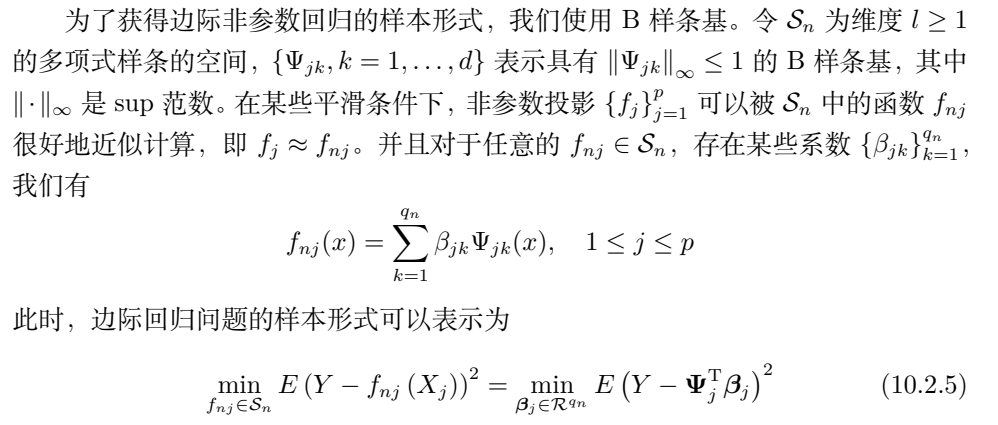 为了获得边际非参数回归的样本形式，我们使用 B 样条基。令 $\mathcal{S}_n$ 为维度 $l \geq 1$
的多项式样条的空间，$\{\Psi_{jk}, k = 1, \ldots, d\}$ 表示具有 $\|\Psi_{jk}\|_\infty \leq 1$ 的 B 样条基，其中
$\|\cdot\|_\infty$ 是 sup 范数。在某些平滑条件下，非参数投影 $\{f_j\}_{j=1}^{p}$ 可以被 $\mathcal{S}_n$ 中的函数 $f_{nj}$
很好地近似计算，即 $f_j \approx f_{nj}$。并且对于任意的 $f_{nj} \in \mathcal{S}_n$，存在某些系数 $\{\beta_{jk}\}_{k=1}^{q_n}$，
我们有
$f_{nj}(x) = \sum_{k=1}^{q_n} \beta_{jk} \Psi_{jk}(x), \quad 1 \leq j \leq p$
此时，边际回归问题的样本形式可以表示为
$\min_{f_{nj} \in \mathcal{S}_n} E \left(Y - f_{nj}(X_j)\right)^2 = \min_{\boldsymbol{\beta}_j \in \mathcal{R}^{q_n}} E \left(Y - \boldsymbol{\Psi}_j^{\mathrm{T}} \boldsymbol{\beta}_j\right)^2 \quad (10.2.5)$